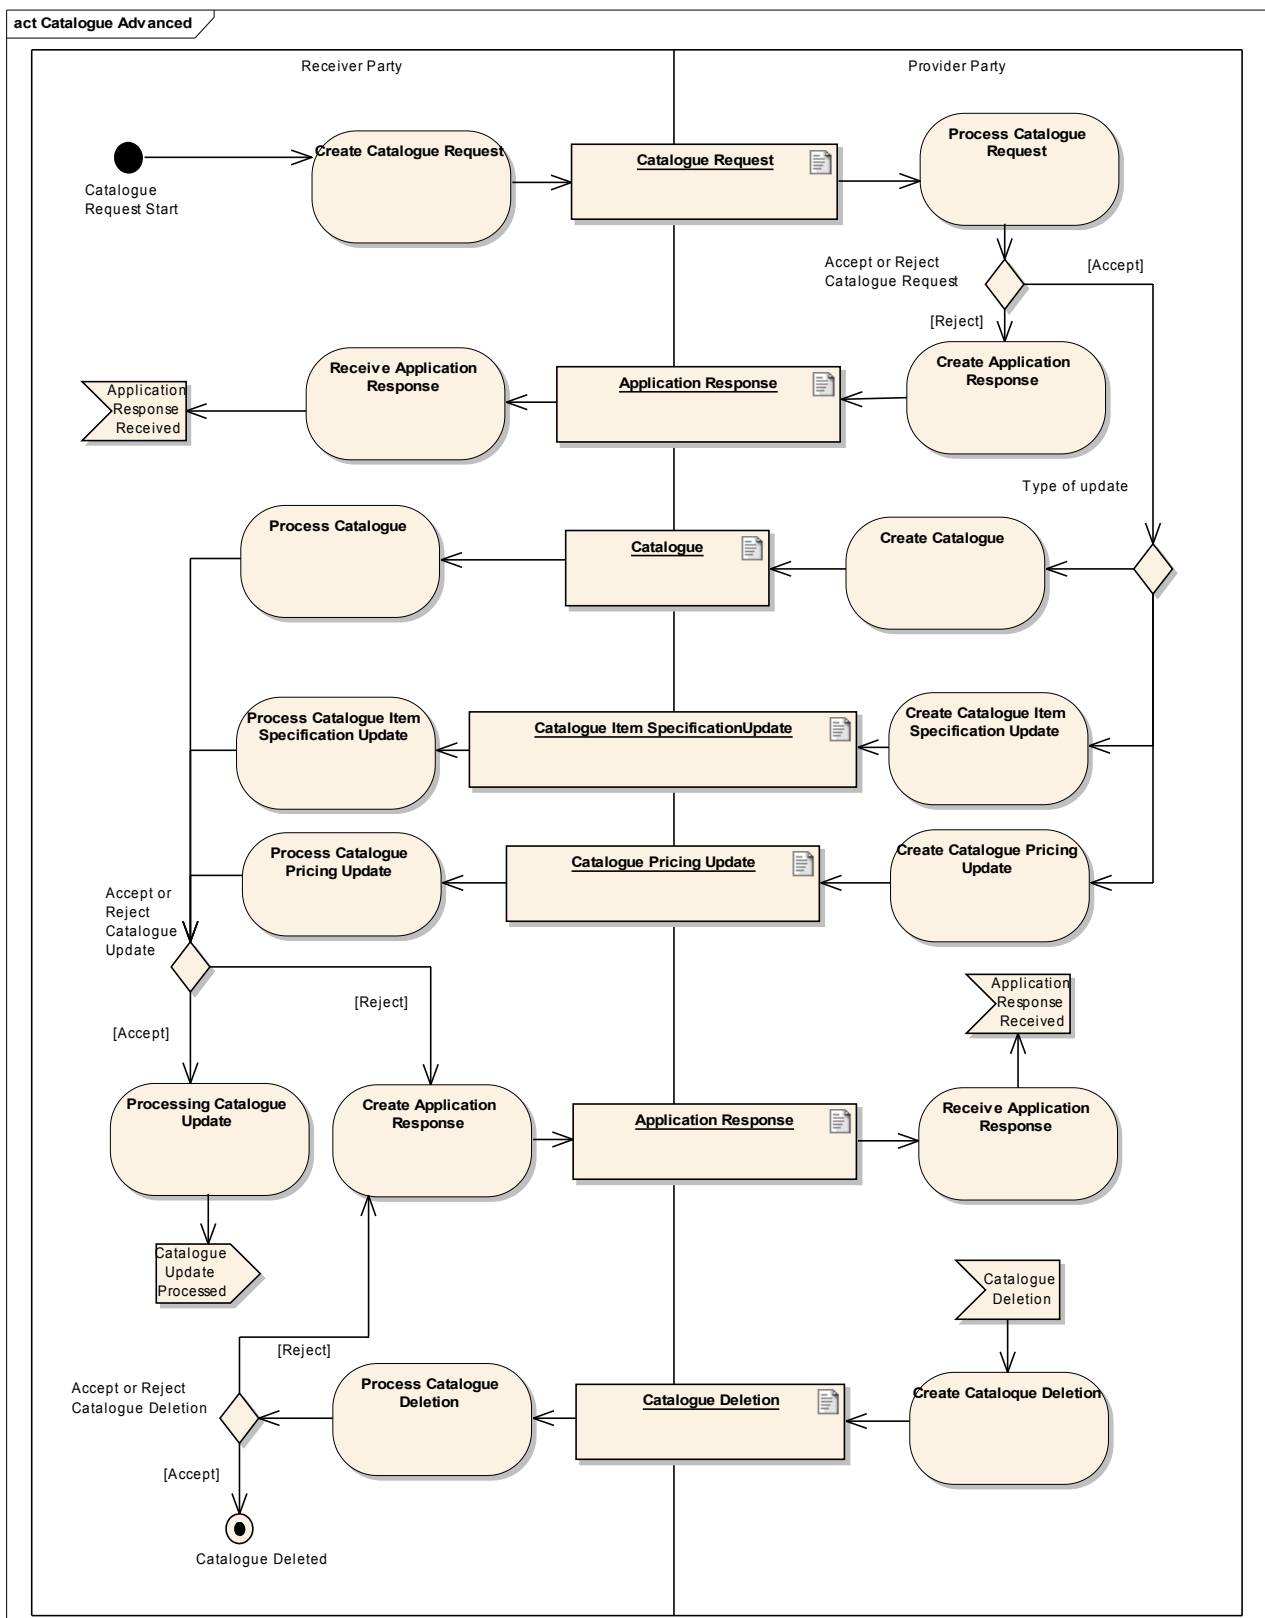 act Catalogue Advanced
Receiver Party
Provider Party
Catalogue
Request Start
Create Catalogue Request
Catalogue Request
Process Catalogue
Request
Accept or Reject
Catalogue Request
[Accept]
[Reject]
Application
Response
Received
Receive Application
Response
Application Response
Create Application
Response
Type of update
Process Catalogue
Catalogue
Create Catalogue
Process Catalogue Item
Specification Update
Catalogue Item SpecificationUpdate
Create Catalogue Item
Specification Update
Process Catalogue
Pricing Update
Catalogue Pricing Update
Create Catalogue Pricing
Update
Accept or
Reject
Catalogue
Update
[Reject]
[Accept]
Application
Response
Received
Processing Catalogue
Update
Create Application
Response
Application Response
Receive Application
Response
Catalogue
Update
Processed
Catalogue
Deletion
[Reject]
Accept or Reject
Catalogue Deletion
Process Catalogue
Deletion
Catalogue Deletion
Create Cataloque Deletion
[Accept]
Catalogue Deleted